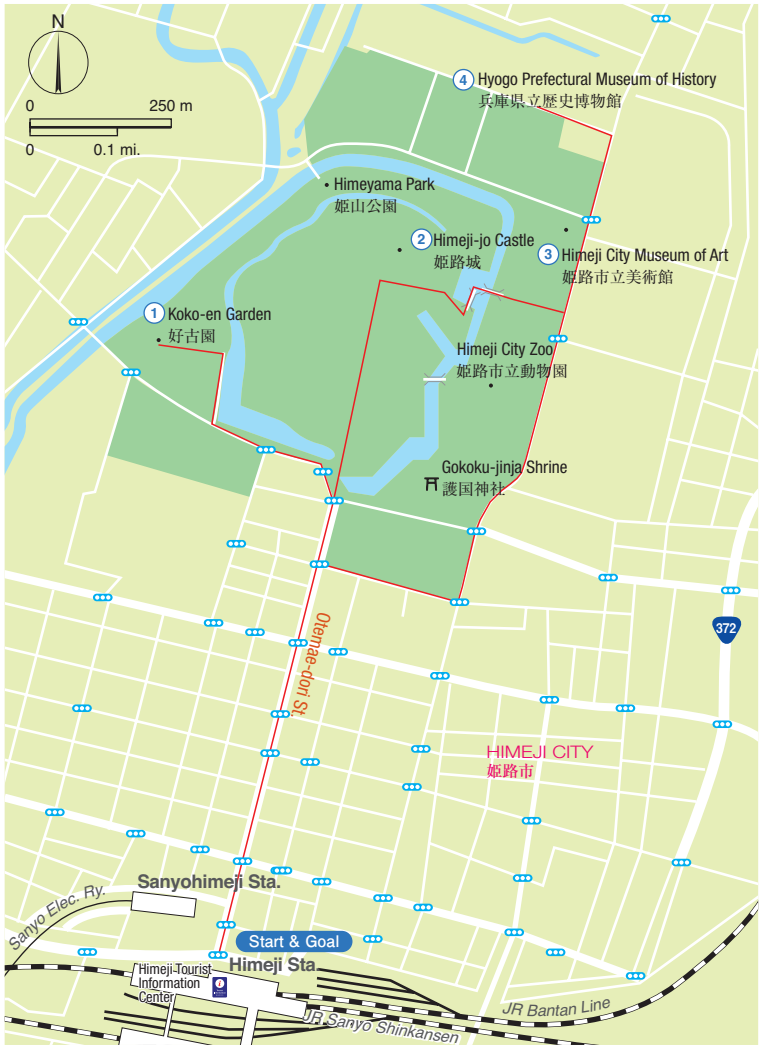 N
0 250 m
0 0.1 mi.
4 Hyogo Prefectural Museum of History
兵庫県立歴史博物館
Himeyama Park
姫山公園
2 Himeji-jo Castle
姫路城
3 Himeji City Museum of Art
姫路市立美術館
1 Koko-en Garden
好古園
Himeji City Zoo
姫路市立動物園
Gokoku-jinja Shrine
護国神社
372
Otemae-dori St.
HIMEJI CITY
姫路市
Sanyohimeji Sta.
Sanyo Elec. Ry.
Start & Goal
Himeji Sta.
Himeji Tourist
Information
Center
i
JR Bantan Line
JR Sanyo Shinkansen